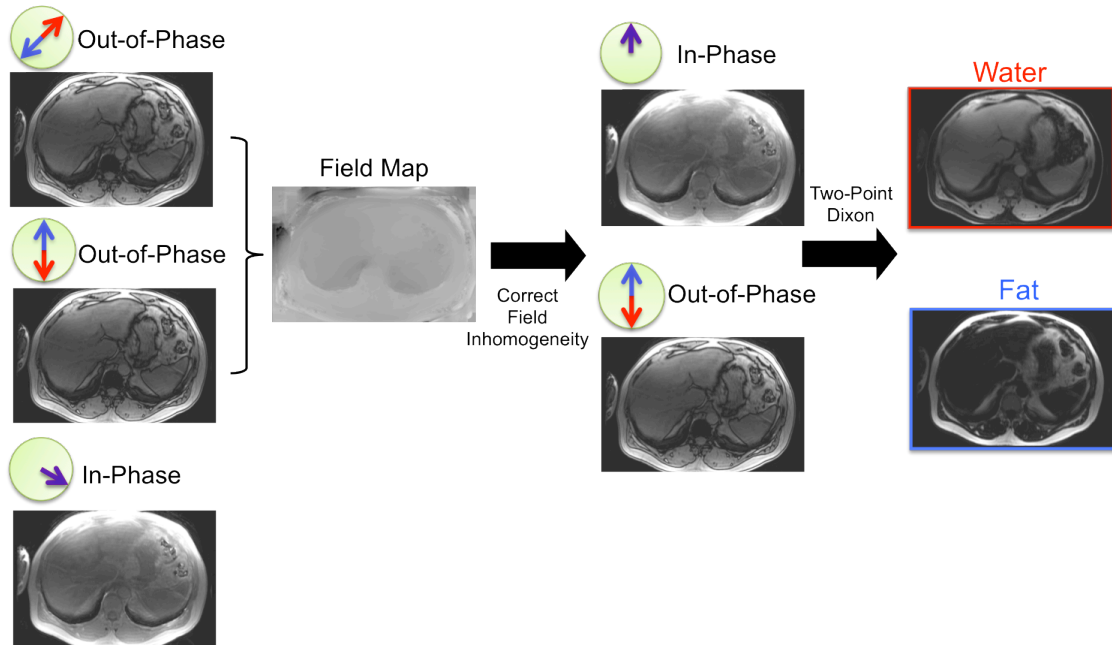 Out-of-Phase
Out-of-Phase
In-Phase
Field Map
Correct
Field
Inhomogeneity
In-Phase
Out-of-Phase
Two-Point
Dixon
Water
Fat